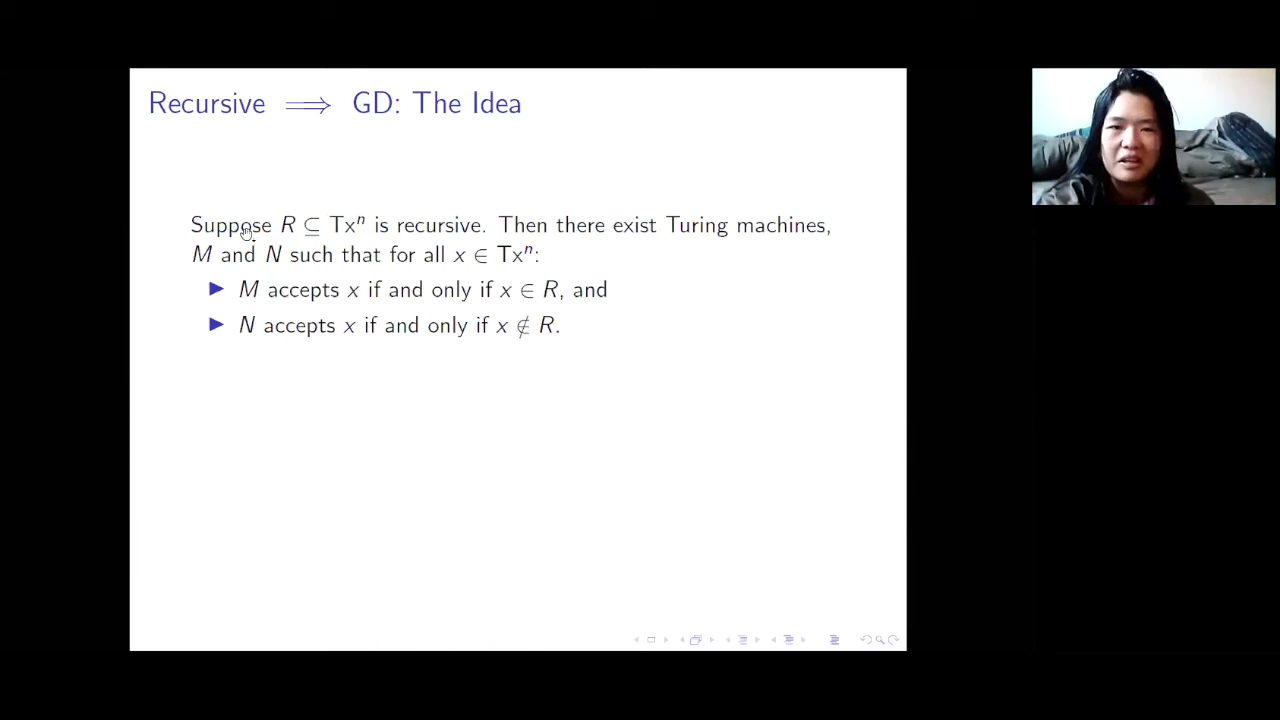 Recursive ⟹ GD: The Idea
Suppose R ⊆ Txⁿ is recursive. Then there exist Turing machines,
M and N such that for all x ∈ Txⁿ:
▶ M accepts x if and only if x ∈ R, and
▶ N accepts x if and only if x ∉ R.